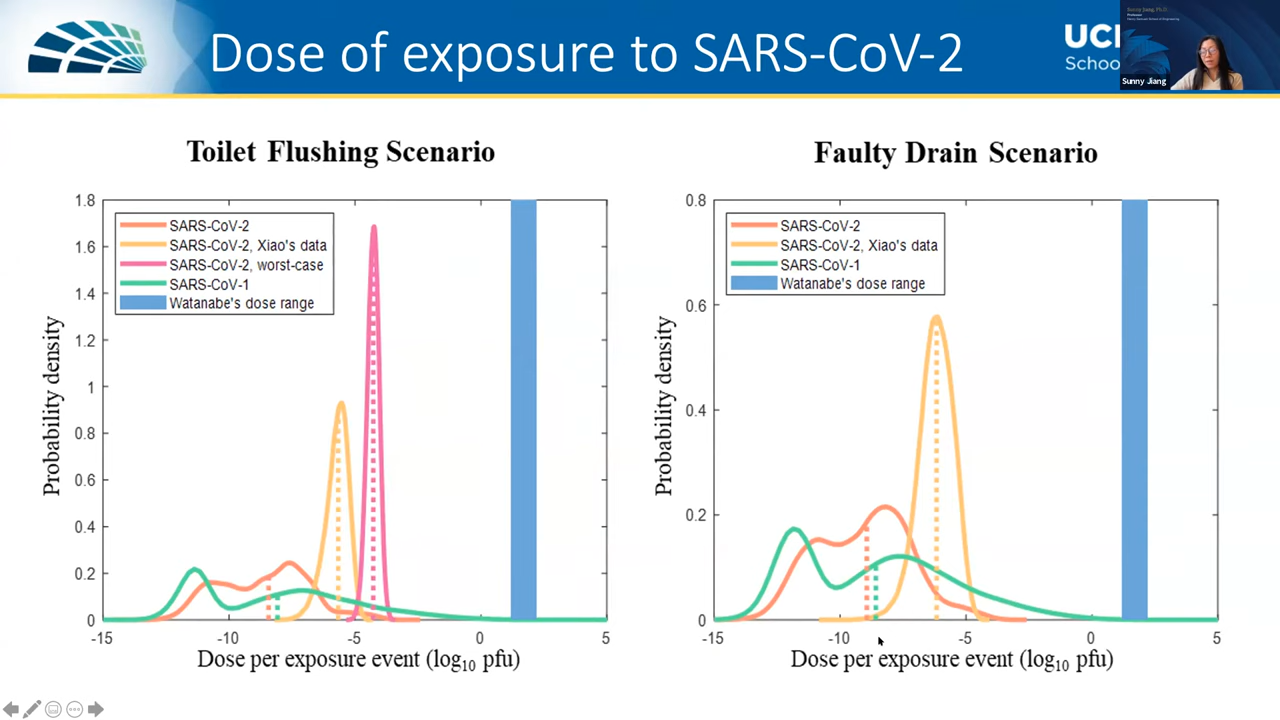 Dose of exposure to SARS-CoV-2
UCI
Schoo
Sunny Jiang, Ph.D.
Professor
Sunny Jiang
Toilet Flushing Scenario
1.8
1.6
1.4
1.2
1
0.8
0.6
0.4
0.2
0
Probability density
SARS-CoV-2
SARS-CoV-2, Xiao's data
SARS-CoV-2, worst-case
SARS-CoV-1
Watanabe's dose range
-15
-10
-5
0
5
Dose per exposure event (log10 pfu)
Faulty Drain Scenario
0.8
0.6
0.4
0.2
0
Probability density
SARS-CoV-2
SARS-CoV-2, Xiao's data
SARS-CoV-1
Watanabe's dose range
-15
-10
-5
0
5
Dose per exposure event (log10 pfu)